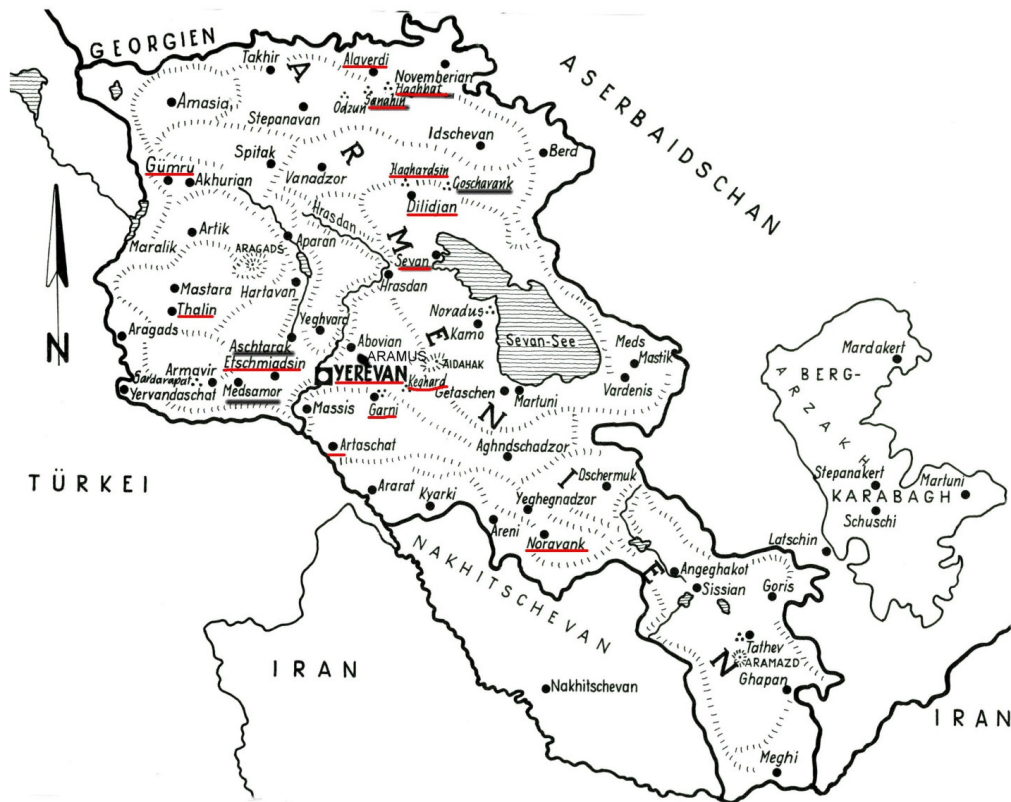 GEORGIEN
ASERBAIDSCHAN
ARMENIEN
Takhir
Alaverdi
Novemberian
Haghbat
Sanahin
Odzun
Amasia
Stepanavan
Idschevan
Berd
Spitak
Vanadzor
Haghardsin
Goschavank
Gümru
Akhurian
Dilidjan
Hrasdan
Artik
Aparan
Maralik
ARAGADS
Sevan
Hrasdan
Mastara
Hartavan
Noradus
Kamo
Thalin
Yeghvard
Sevan-See
Aragads
Aschtarak
Abovian
ARAMUS
AIDAHAK
Meds
Mastik
Mardakert
N
Etschmiadsin
Armavir
YEREVAN
Keghard
Vardenis
BERG-
ARZAKH
Sardarapat
Yervandaschat
Medsamor
Getaschen
Martuni
Massis
Garni
Artaschat
Aghndschadzor
TÜRKEI
Ararat
Kyarki
Dschermuk
Yeghegnadzor
Stepanakert
Martuni
KARABAGH
Schuschi
Areni
Noravank
Latschin
NAKHITSCHEVAN
Angeghakot
Sissian
Goris
Tathev
ARAMAZD
Ghapan
IRAN
Nakhitschevan
IRAN
Meghi